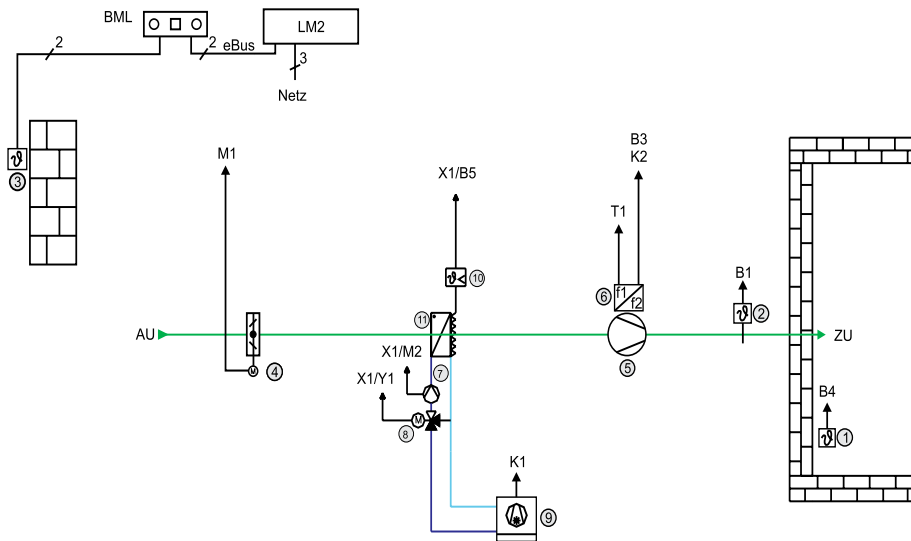 BML
LM2
2
2
eBus
3
Netz
ϑ
3
M1
X1/B5
B3
K2
T1
ϑ
10
6
f1
f2
B1
ϑ
2
11
AU
ZU
M
4
X1/M2
7
5
X1/Y1
M
8
B4
ϑ
1
K1
9